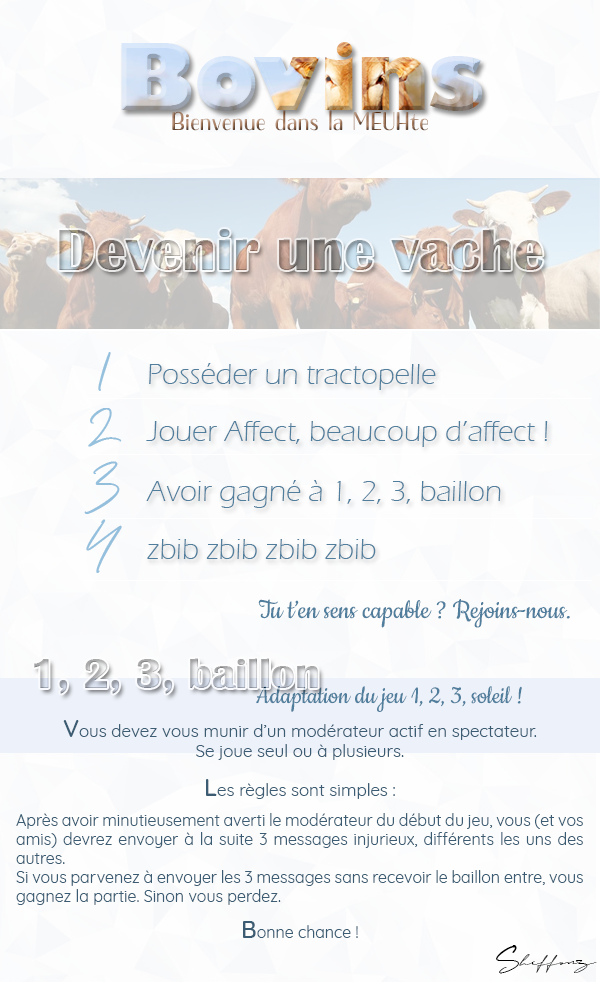 Bovins
Bienvenue dans la MEUHte
Devenir une vache
1 Posséder un tractopelle
2 Jouer Affect, beaucoup d'affect !
3 Avoir gagné à 1, 2, 3, baillon
4 zbib zbib zbib zbib
Tu t'en sens capable ? Rejoins-nous.
1, 2, 3, baillon
Adaptation du jeu 1, 2, 3, soleil !
Vous devez vous munir d'un modérateur actif en spectateur.
Se joue seul ou à plusieurs.
Les règles sont simples :
Après avoir minutieusement averti le modérateur du début du jeu, vous (et vos
amis) devrez envoyer à la suite 3 messages injurieux, différents les uns des
autres.
Si vous parvenez à envoyer les 3 messages sans recevoir le baillon entre, vous
gagnez la partie. Sinon vous perdez.
Bonne chance !